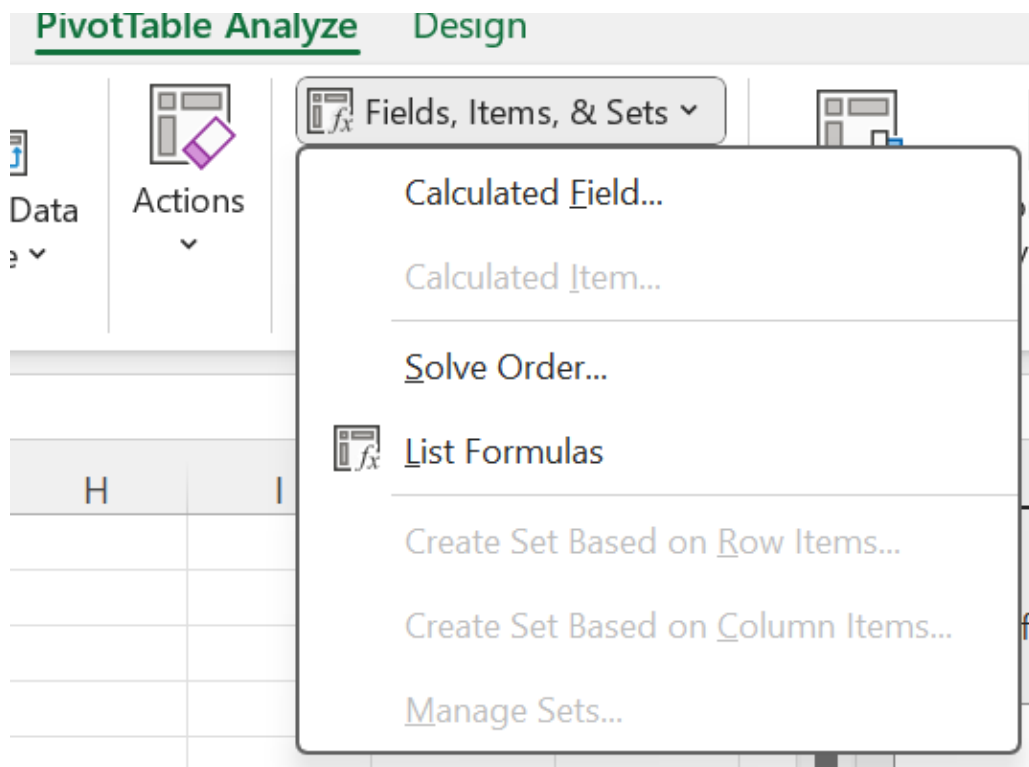 PivotTable Analyze Design
Fields, Items, & Sets
Data
Actions
Calculated Field...
Calculated Item...
Solve Order...
List Formulas
H I
Create Set Based on Row Items...
Create Set Based on Column Items...
Manage Sets...